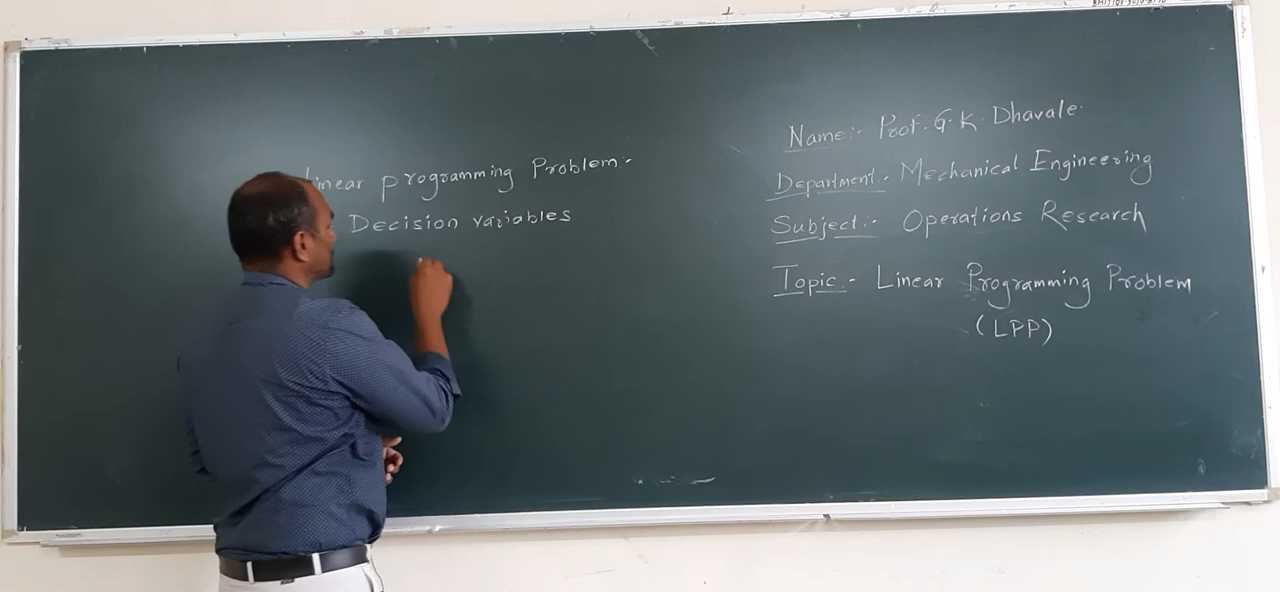 Linear programming Problem:-
Decision variables
Name:- Prof. G. K. Dhavale.
Department:- Mechanical Engineering
Subject:- Operations Research
Topic:- Linear Programming Problem
(LPP)